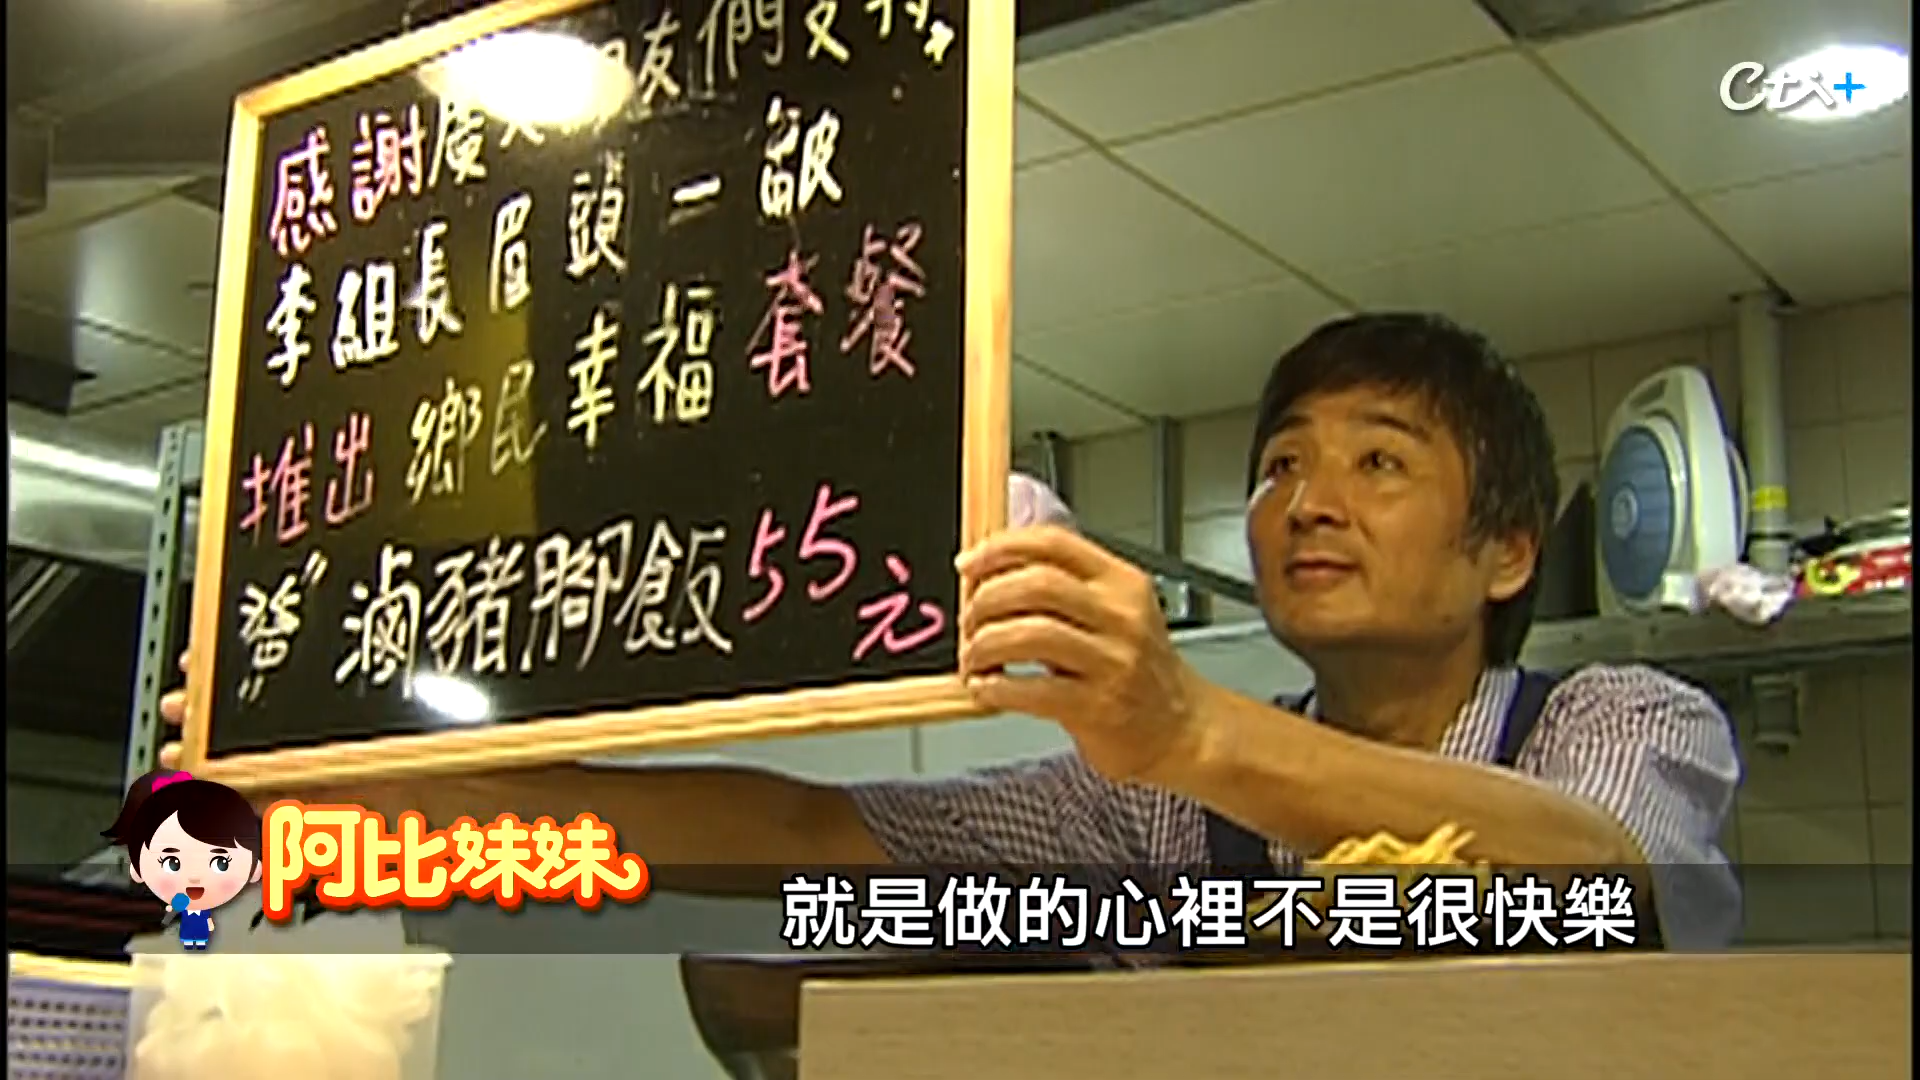 感謝廣大 友們支持
李組長眉頭一皺
推出鄉民幸福套餐
滷豬腳飯55元
Cti+
阿比妹妹
就是做的心裡不是很快樂